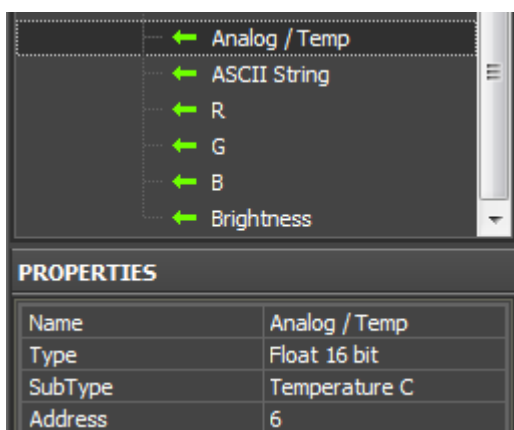 Analog / Temp
ASCII String
R
G
B
Brightness
PROPERTIES
Name Analog / Temp
Type Float 16 bit
SubType Temperature C
Address 6